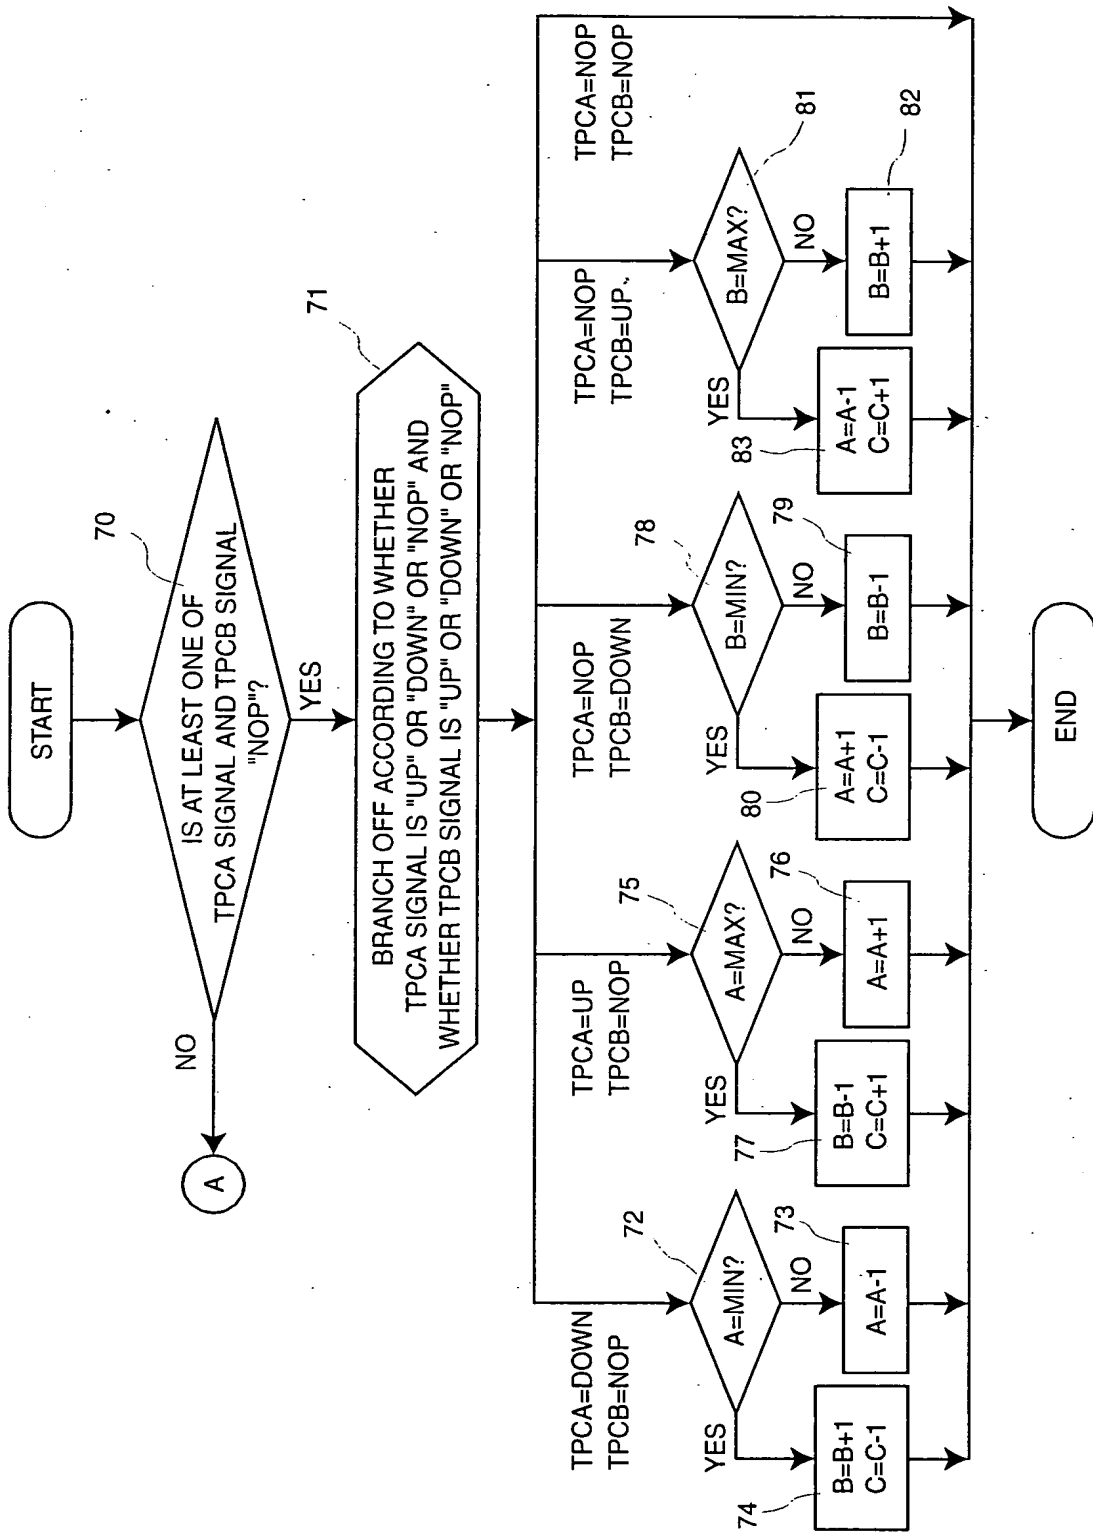 START
70
IS AT LEAST ONE OF
TPCA SIGNAL AND TPCB SIGNAL
"NOP"?
NO
A
YES
71
BRANCH OFF ACCORDING TO WHETHER
TPCA SIGNAL IS "UP" OR "DOWN" OR "NOP" AND
WHETHER TPCB SIGNAL IS "UP" OR "DOWN" OR "NOP"
TPCA=DOWN
TPCB=NOP
72
A=MIN?
YES
NO
74
B=B+1
C=C-1
73
A=A-1
TPCA=UP
TPCB=NOP
75
A=MAX?
YES
NO
77
B=B-1
C=C+1
76
A=A+1
TPCA=NOP
TPCB=DOWN
78
B=MIN?
YES
NO
80
A=A+1
C=C-1
79
B=B-1
TPCA=NOP
TPCB=UP
81
B=MAX?
YES
NO
83
A=A-1
C=C+1
82
B=B+1
TPCA=NOP
TPCB=NOP
END